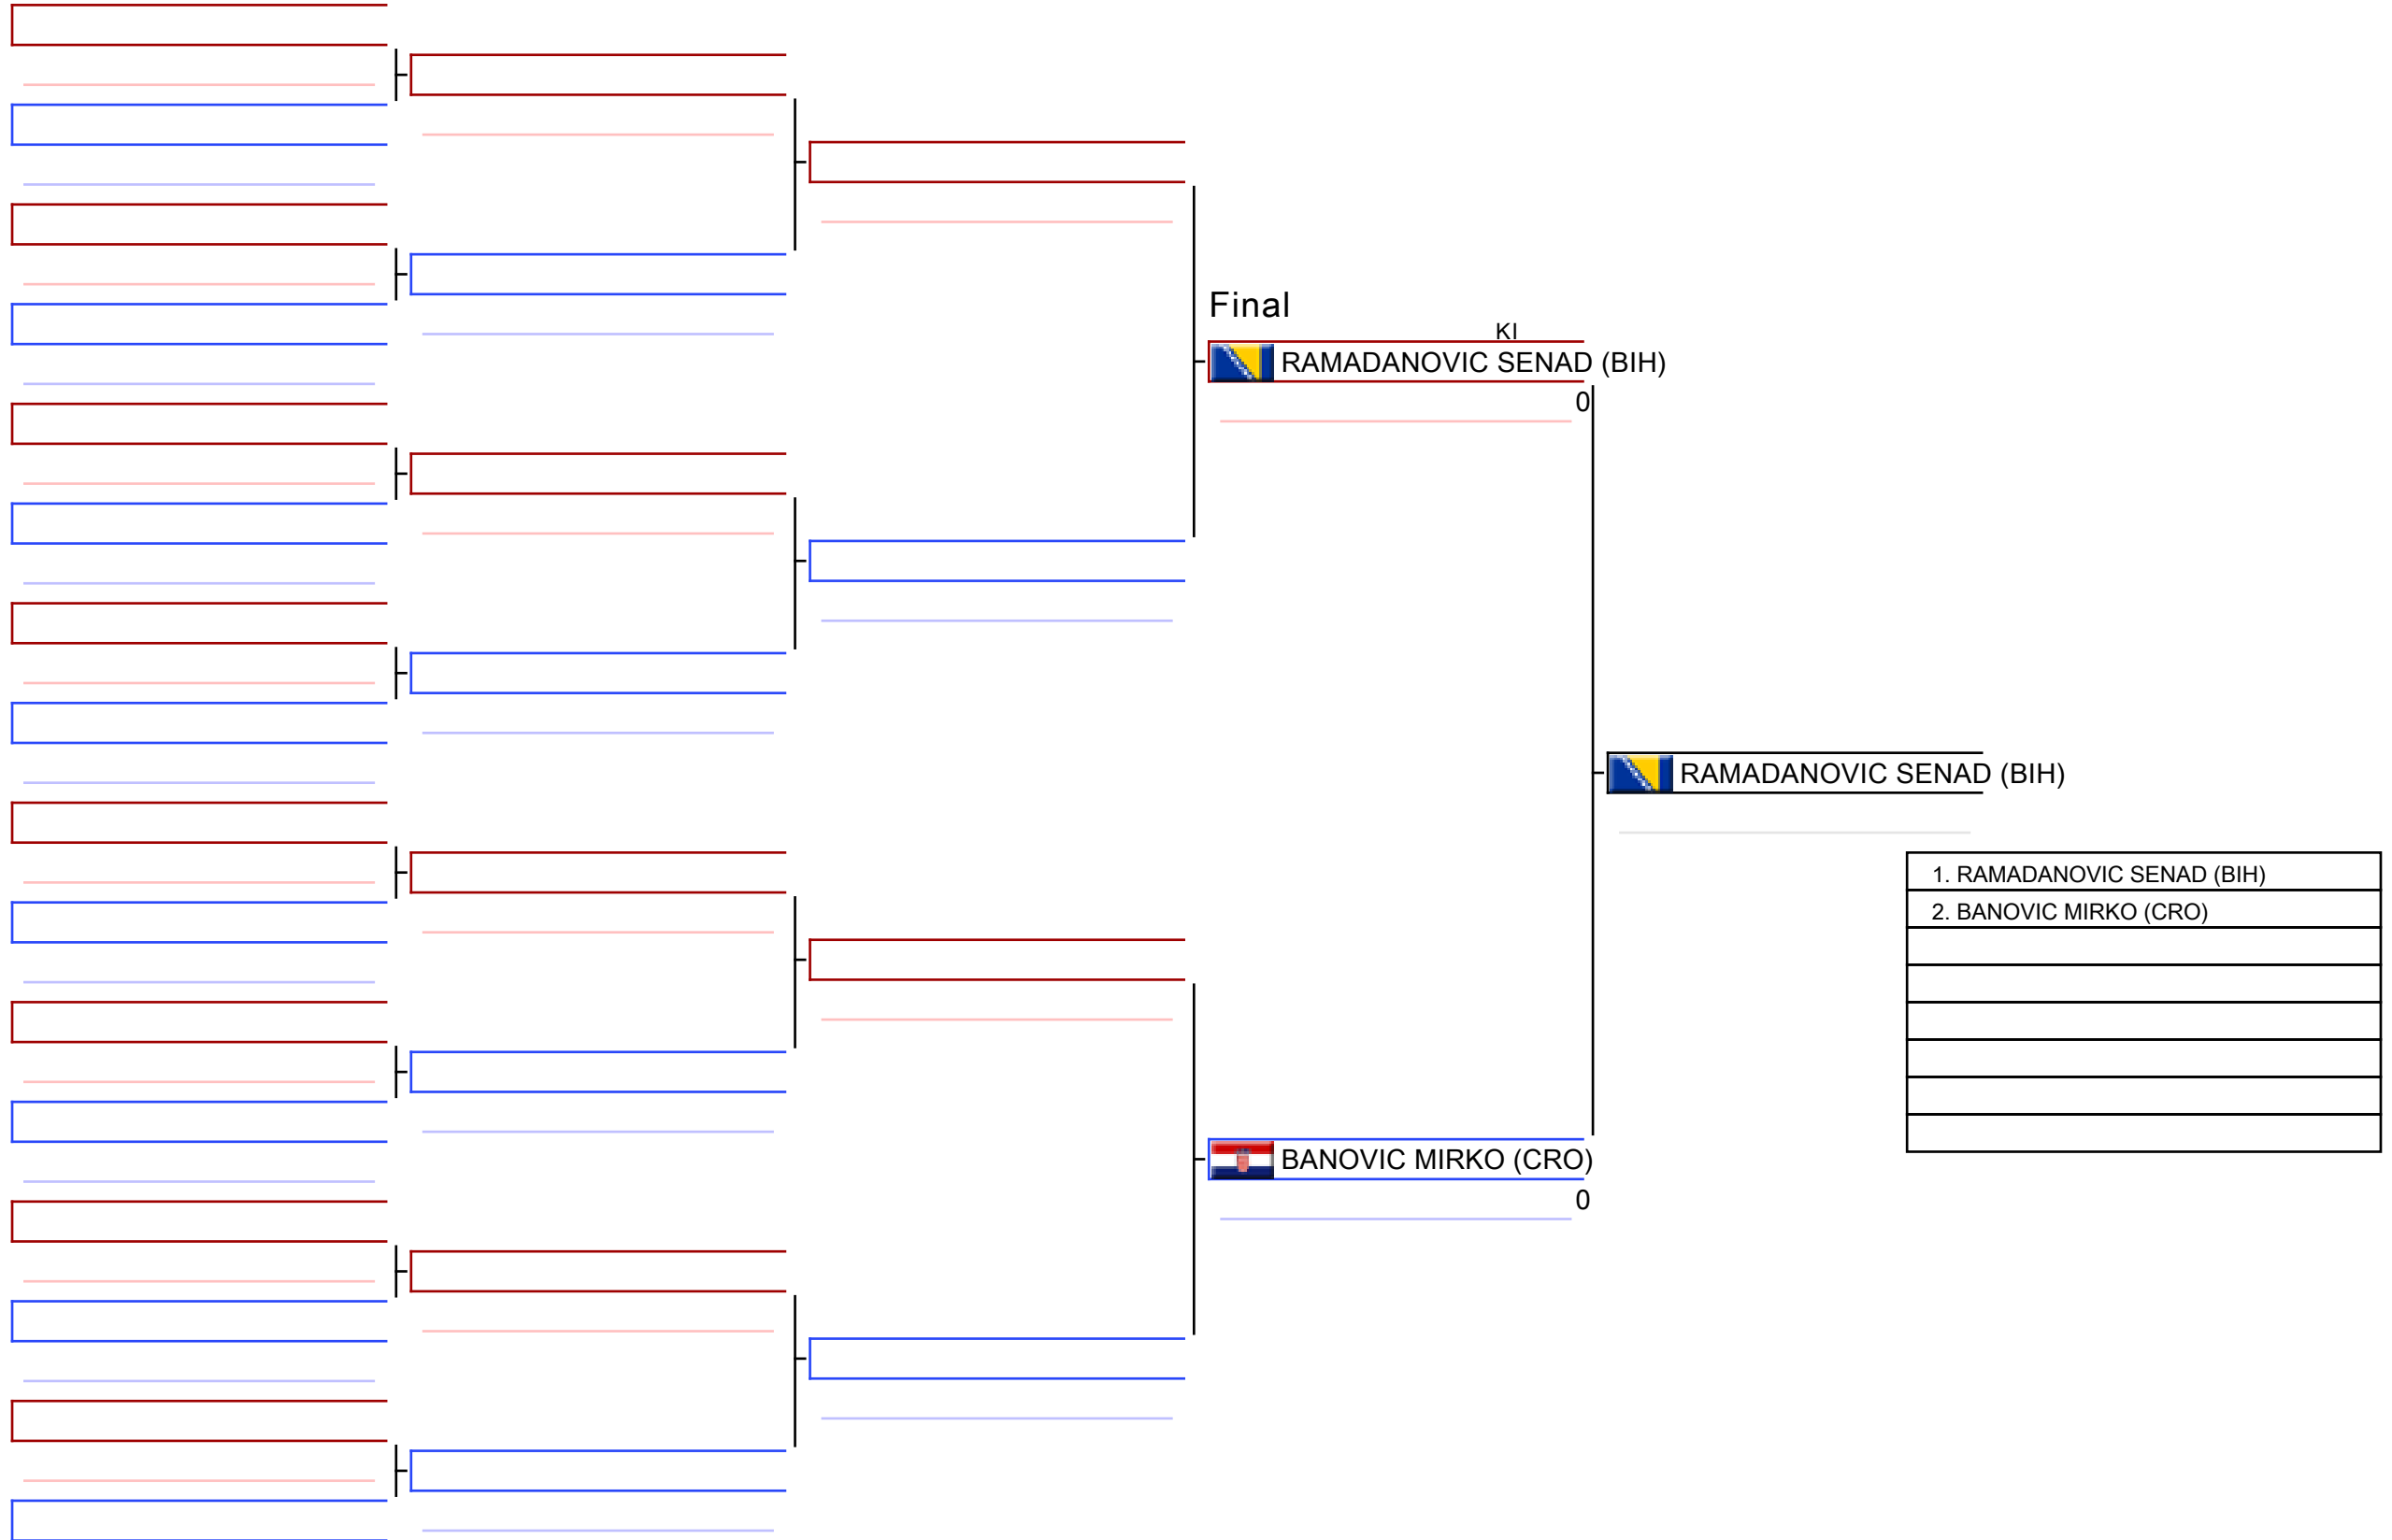 Final
KI
RAMADANOVIC SENAD (BIH)
0
RAMADANOVIC SENAD (BIH)
1. RAMADANOVIC SENAD (BIH)
2. BANOVIC MIRKO (CRO)
BANOVIC MIRKO (CRO)
0